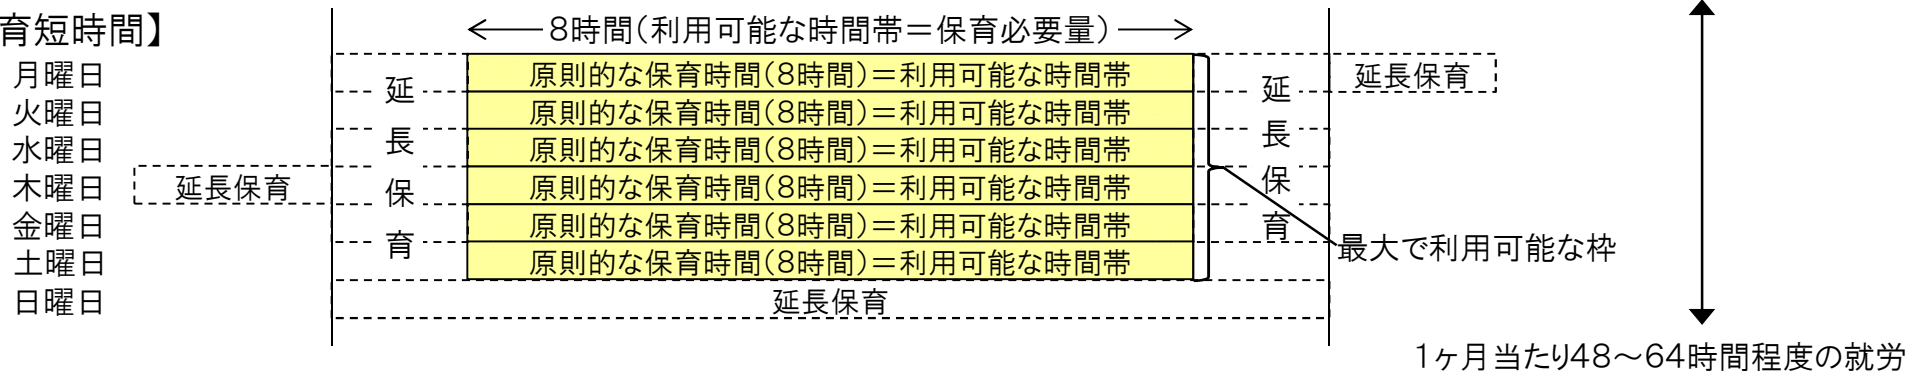 育短時間】
8時間(利用可能な時間帯=保育必要量)
月曜日 原則的な保育時間(8時間)=利用可能な時間帯 延長保育
火曜日 原則的な保育時間(8時間)=利用可能な時間帯
水曜日 原則的な保育時間(8時間)=利用可能な時間帯
木曜日 延長保育 原則的な保育時間(8時間)=利用可能な時間帯
金曜日 原則的な保育時間(8時間)=利用可能な時間帯
土曜日 原則的な保育時間(8時間)=利用可能な時間帯
延長保育
延長保育
最大で利用可能な枠
日曜日 延長保育
1ヶ月当たり48~64時間程度の就労